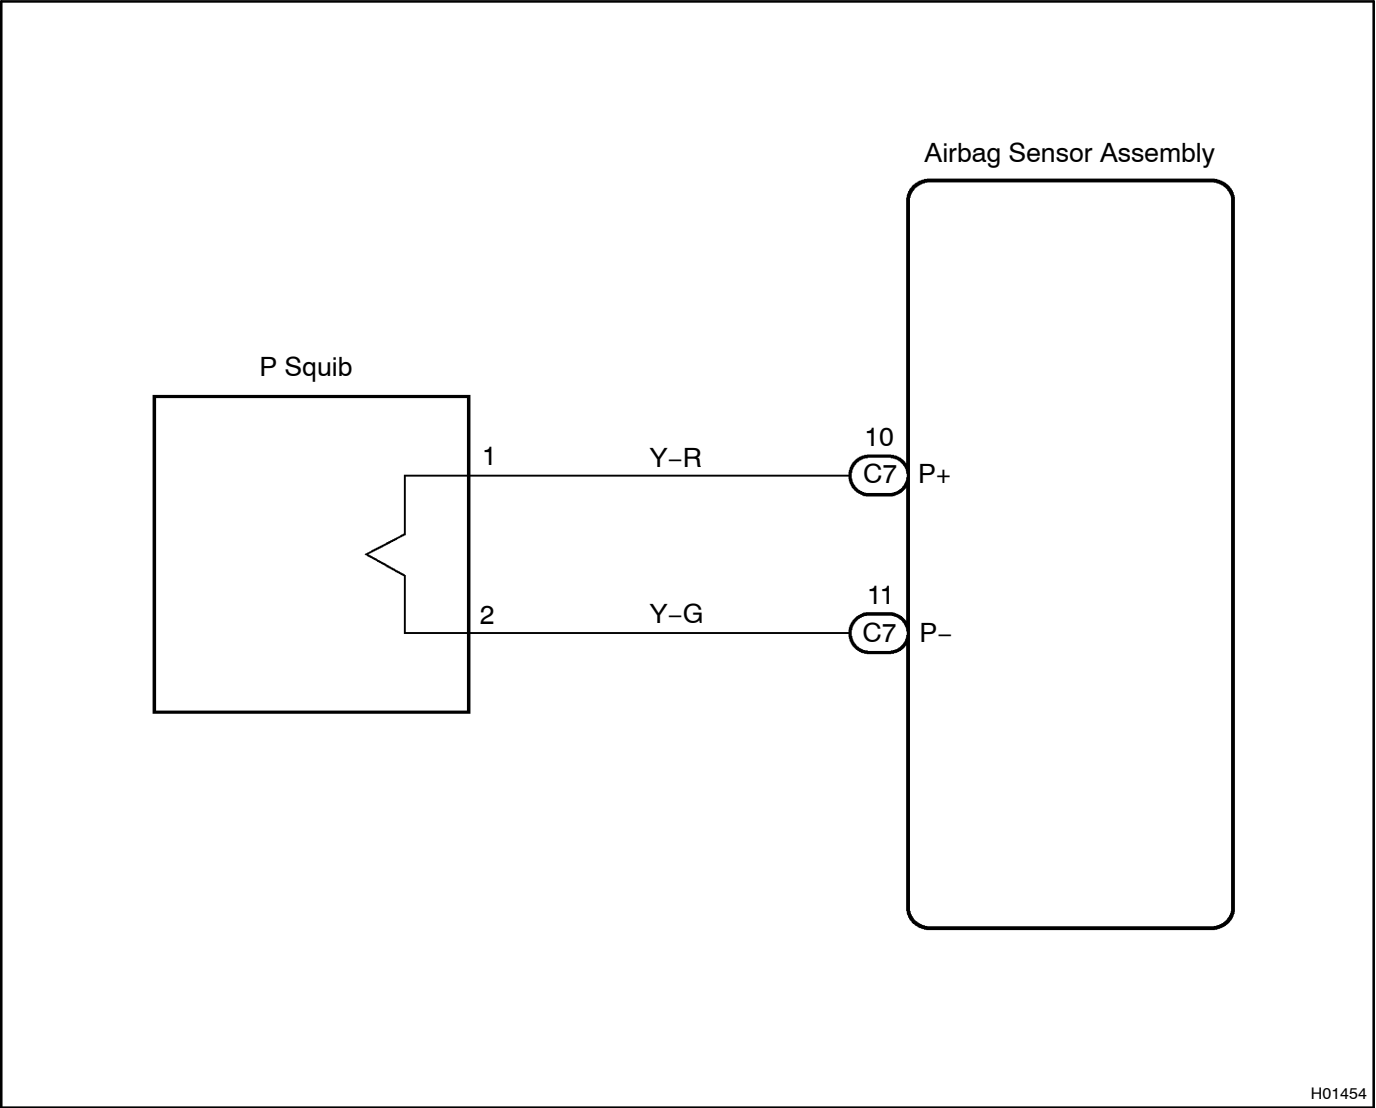 Airbag Sensor Assembly
P Squib
1
Y−R
10
C7
P+
2
Y−G
11
C7
P−
H01454